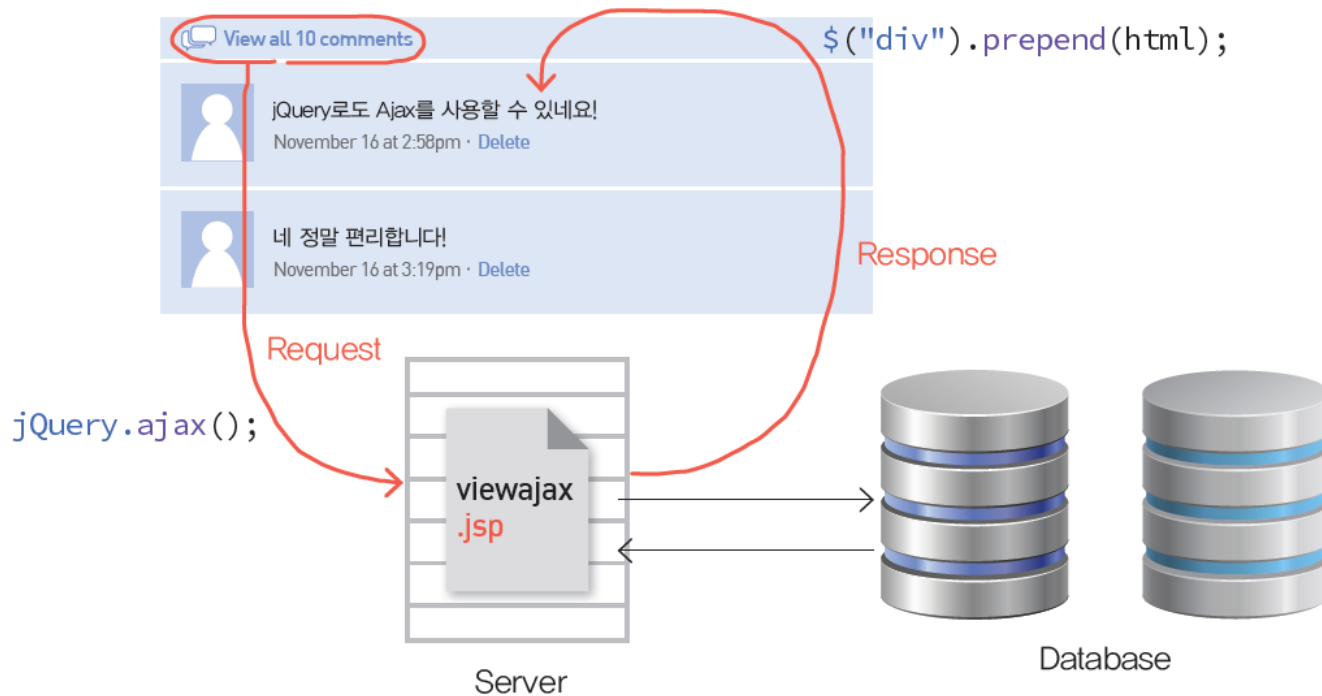 View all 10 comments
$("div").prepend(html);
jQuery로도 Ajax를 사용할 수 있네요!
November 16 at 2:58pm · Delete
네 정말 편리합니다!
November 16 at 3:19pm · Delete
Response
Request
jQuery.ajax();
viewajax
.jsp
Server
Database